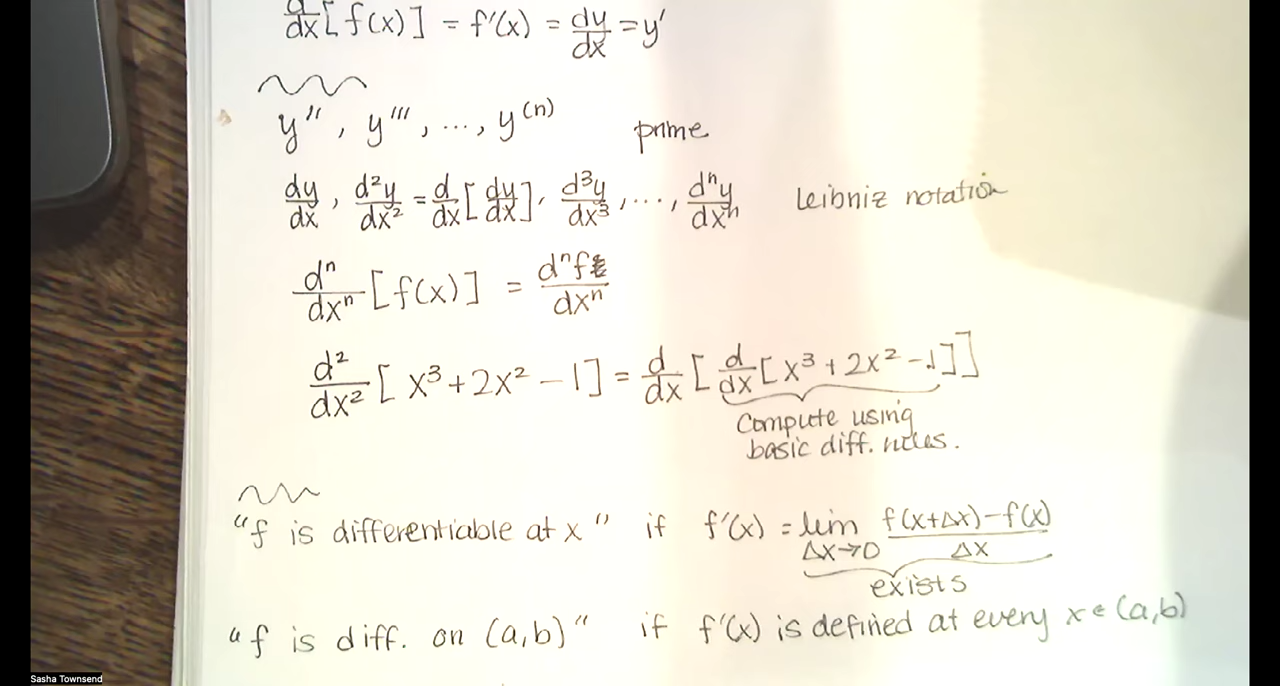 d/dx [f(x)] = f'(x) = dy/dx = y'
y'', y''', ..., y^(n) prime
dy/dx, d²y/dx² = d/dx [dy/dx], d³y/dx³, ..., dⁿy/dxⁿ Leibniz notation
dⁿ/dxⁿ [f(x)] = dⁿf/dxⁿ
d²/dx² [x³+2x²-1] = d/dx [d/dx [x³+2x²-1]]
Compute using
basic diff. rules.
"f is differentiable at x" if f'(x) = lim Δx→0 f(x+Δx)-f(x)/Δx
exists
"f is diff. on (a,b)" if f'(x) is defined at every x∈(a,b)
Sasha Townsend